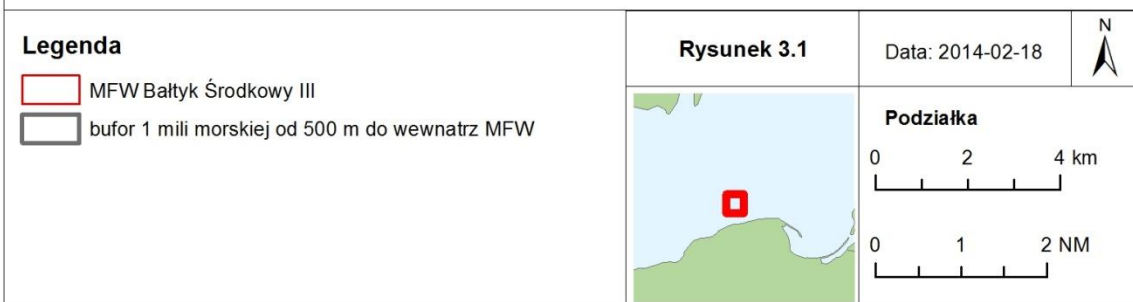 Legenda
MFW Bałtyk Środkowy III
bufor 1 mili morskiej od 500 m do wewnatrz MFW
Rysunek 3.1
Data: 2014-02-18
N
Podziałka
0 2 4 km
0 1 2 NM